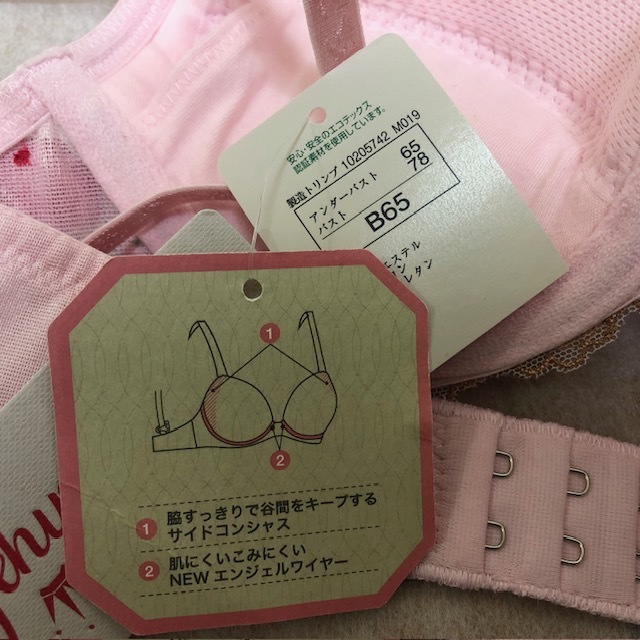 安心・安全のエコテックス
認証素材を使用しています。
製造トリンプ 10205742 M019
アンダーバスト 65
バスト 78
B65
エステル
ン
レタン
1
2
1 脇すっきりで谷間をキープする
サイドコンシャス
2 肌にくいこみにくい
NEW エンジェルワイヤー